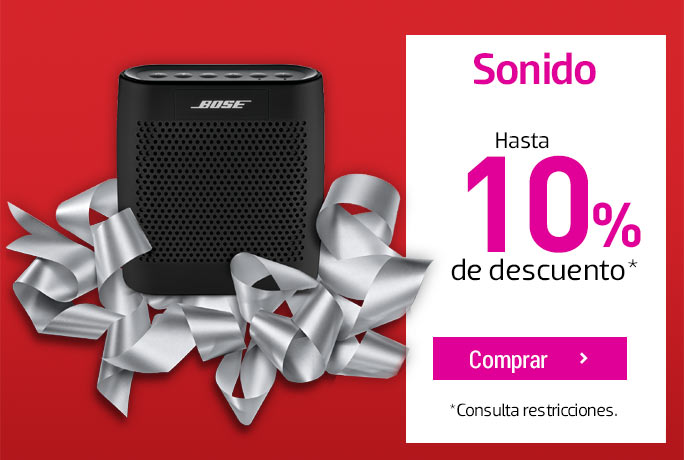 BOSE
Sonido
Hasta
10%
de descuento*
Comprar >
*Consulta restricciones.